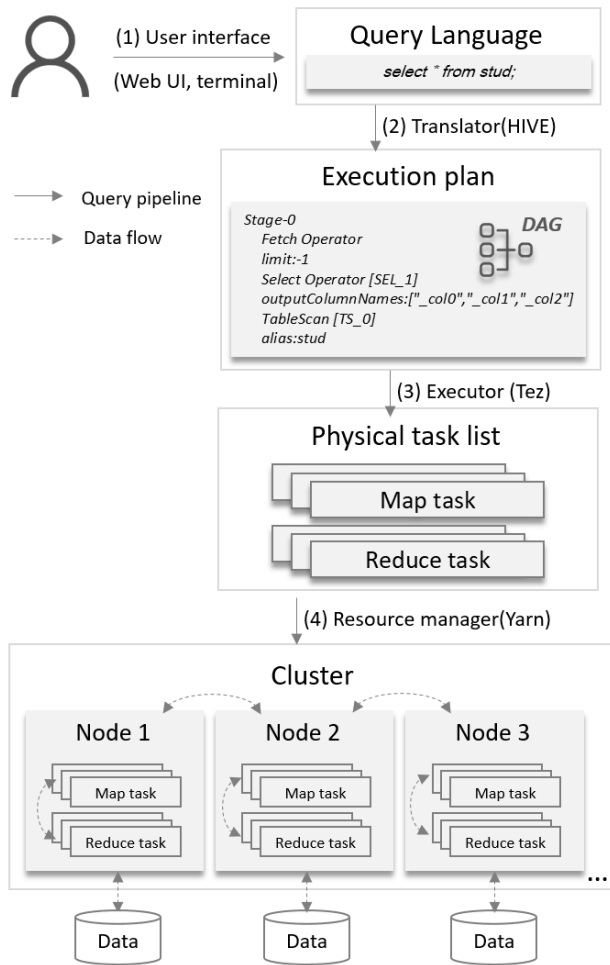 (1) User interface
(Web UI, terminal)
Query Language
select * from stud;
(2) Translator(HIVE)
Query pipeline
Data flow
Execution plan
Stage-0
Fetch Operator
limit:-1
Select Operator [SEL_1]
outputColumnNames:["_col0","_col1","_col2"]
TableScan [TS_0]
alias:stud
DAG
(3) Executor (Tez)
Physical task list
Map task
Reduce task
(4) Resource manager(Yarn)
Cluster
Node 1
Map task
Reduce task
Node 2
Map task
Reduce task
Node 3
Map task
Reduce task
...
Data
Data
Data